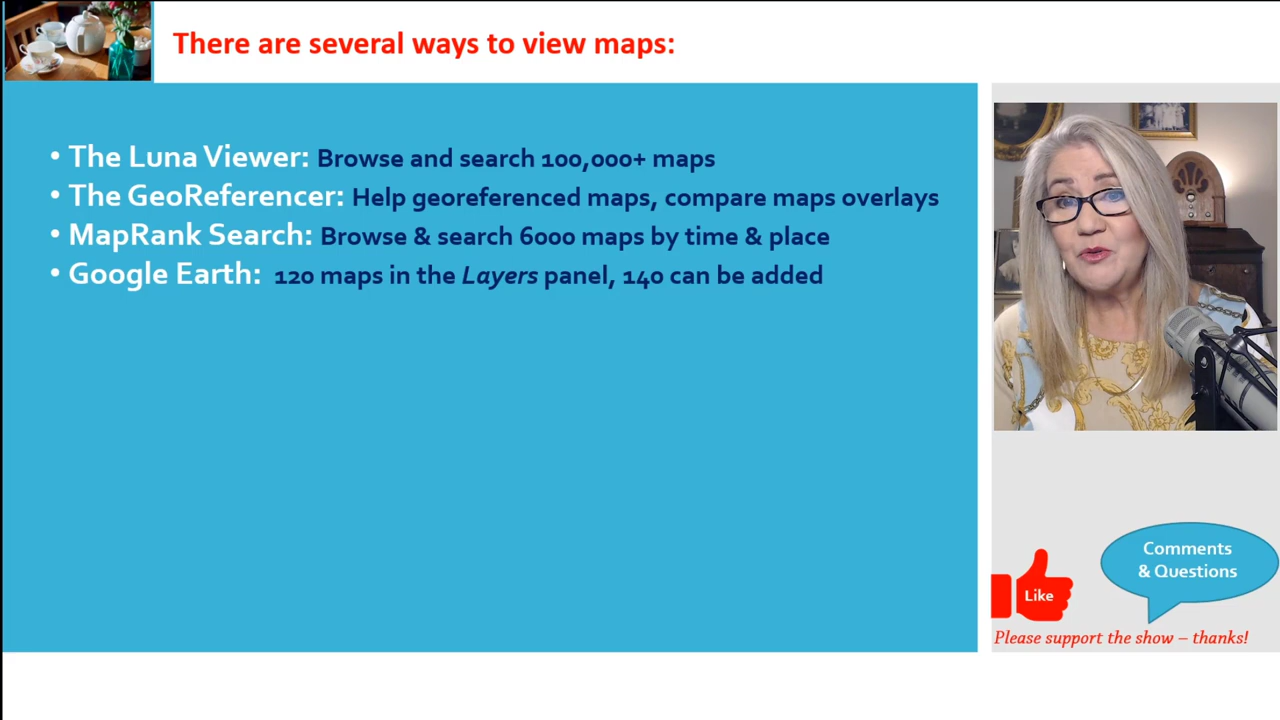 There are several ways to view maps:
• The Luna Viewer: Browse and search 100,000+ maps
• The GeoReferencer: Help georeferenced maps, compare maps overlays
• MapRank Search: Browse & search 6000 maps by time & place
• Google Earth: 120 maps in the Layers panel, 140 can be added
Comments
& Questions
Like
Please support the show – thanks!